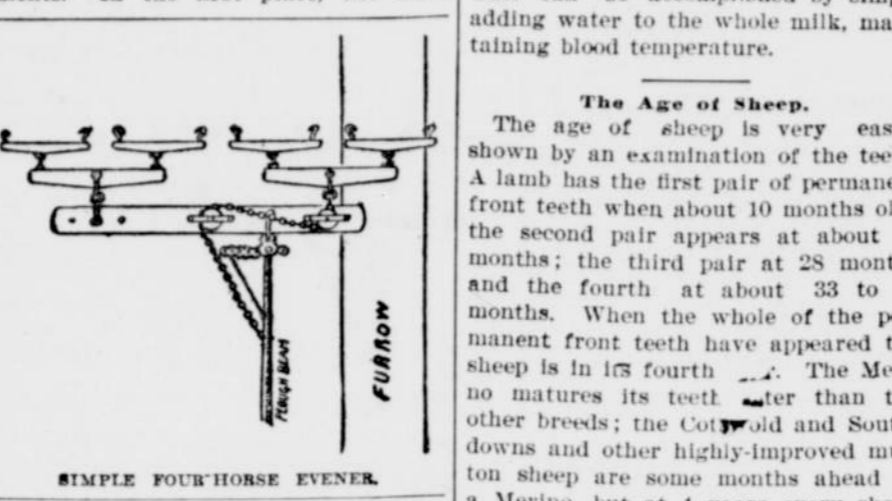 PLOUGH BEAM
FURROW
SIMPLE FOUR-HORSE EVENER.
adding water to the whole milk, ma
taining blood temperature.
The Age of Sheep.
The age of sheep is very eas
shown by an examination of the tee
A lamb has the first pair of permane
front teeth when about 10 months ol
the second pair appears at about
months; the third pair at 28 mont
and the fourth at about 33 to
months. When the whole of the p
manent front teeth have appeared t
sheep is in its fourth The Me
no matures its teeth than t
other breeds; the Cotswold and Sout
downs and other highly-improved mu
ton sheep are some months ahead
a Merino,